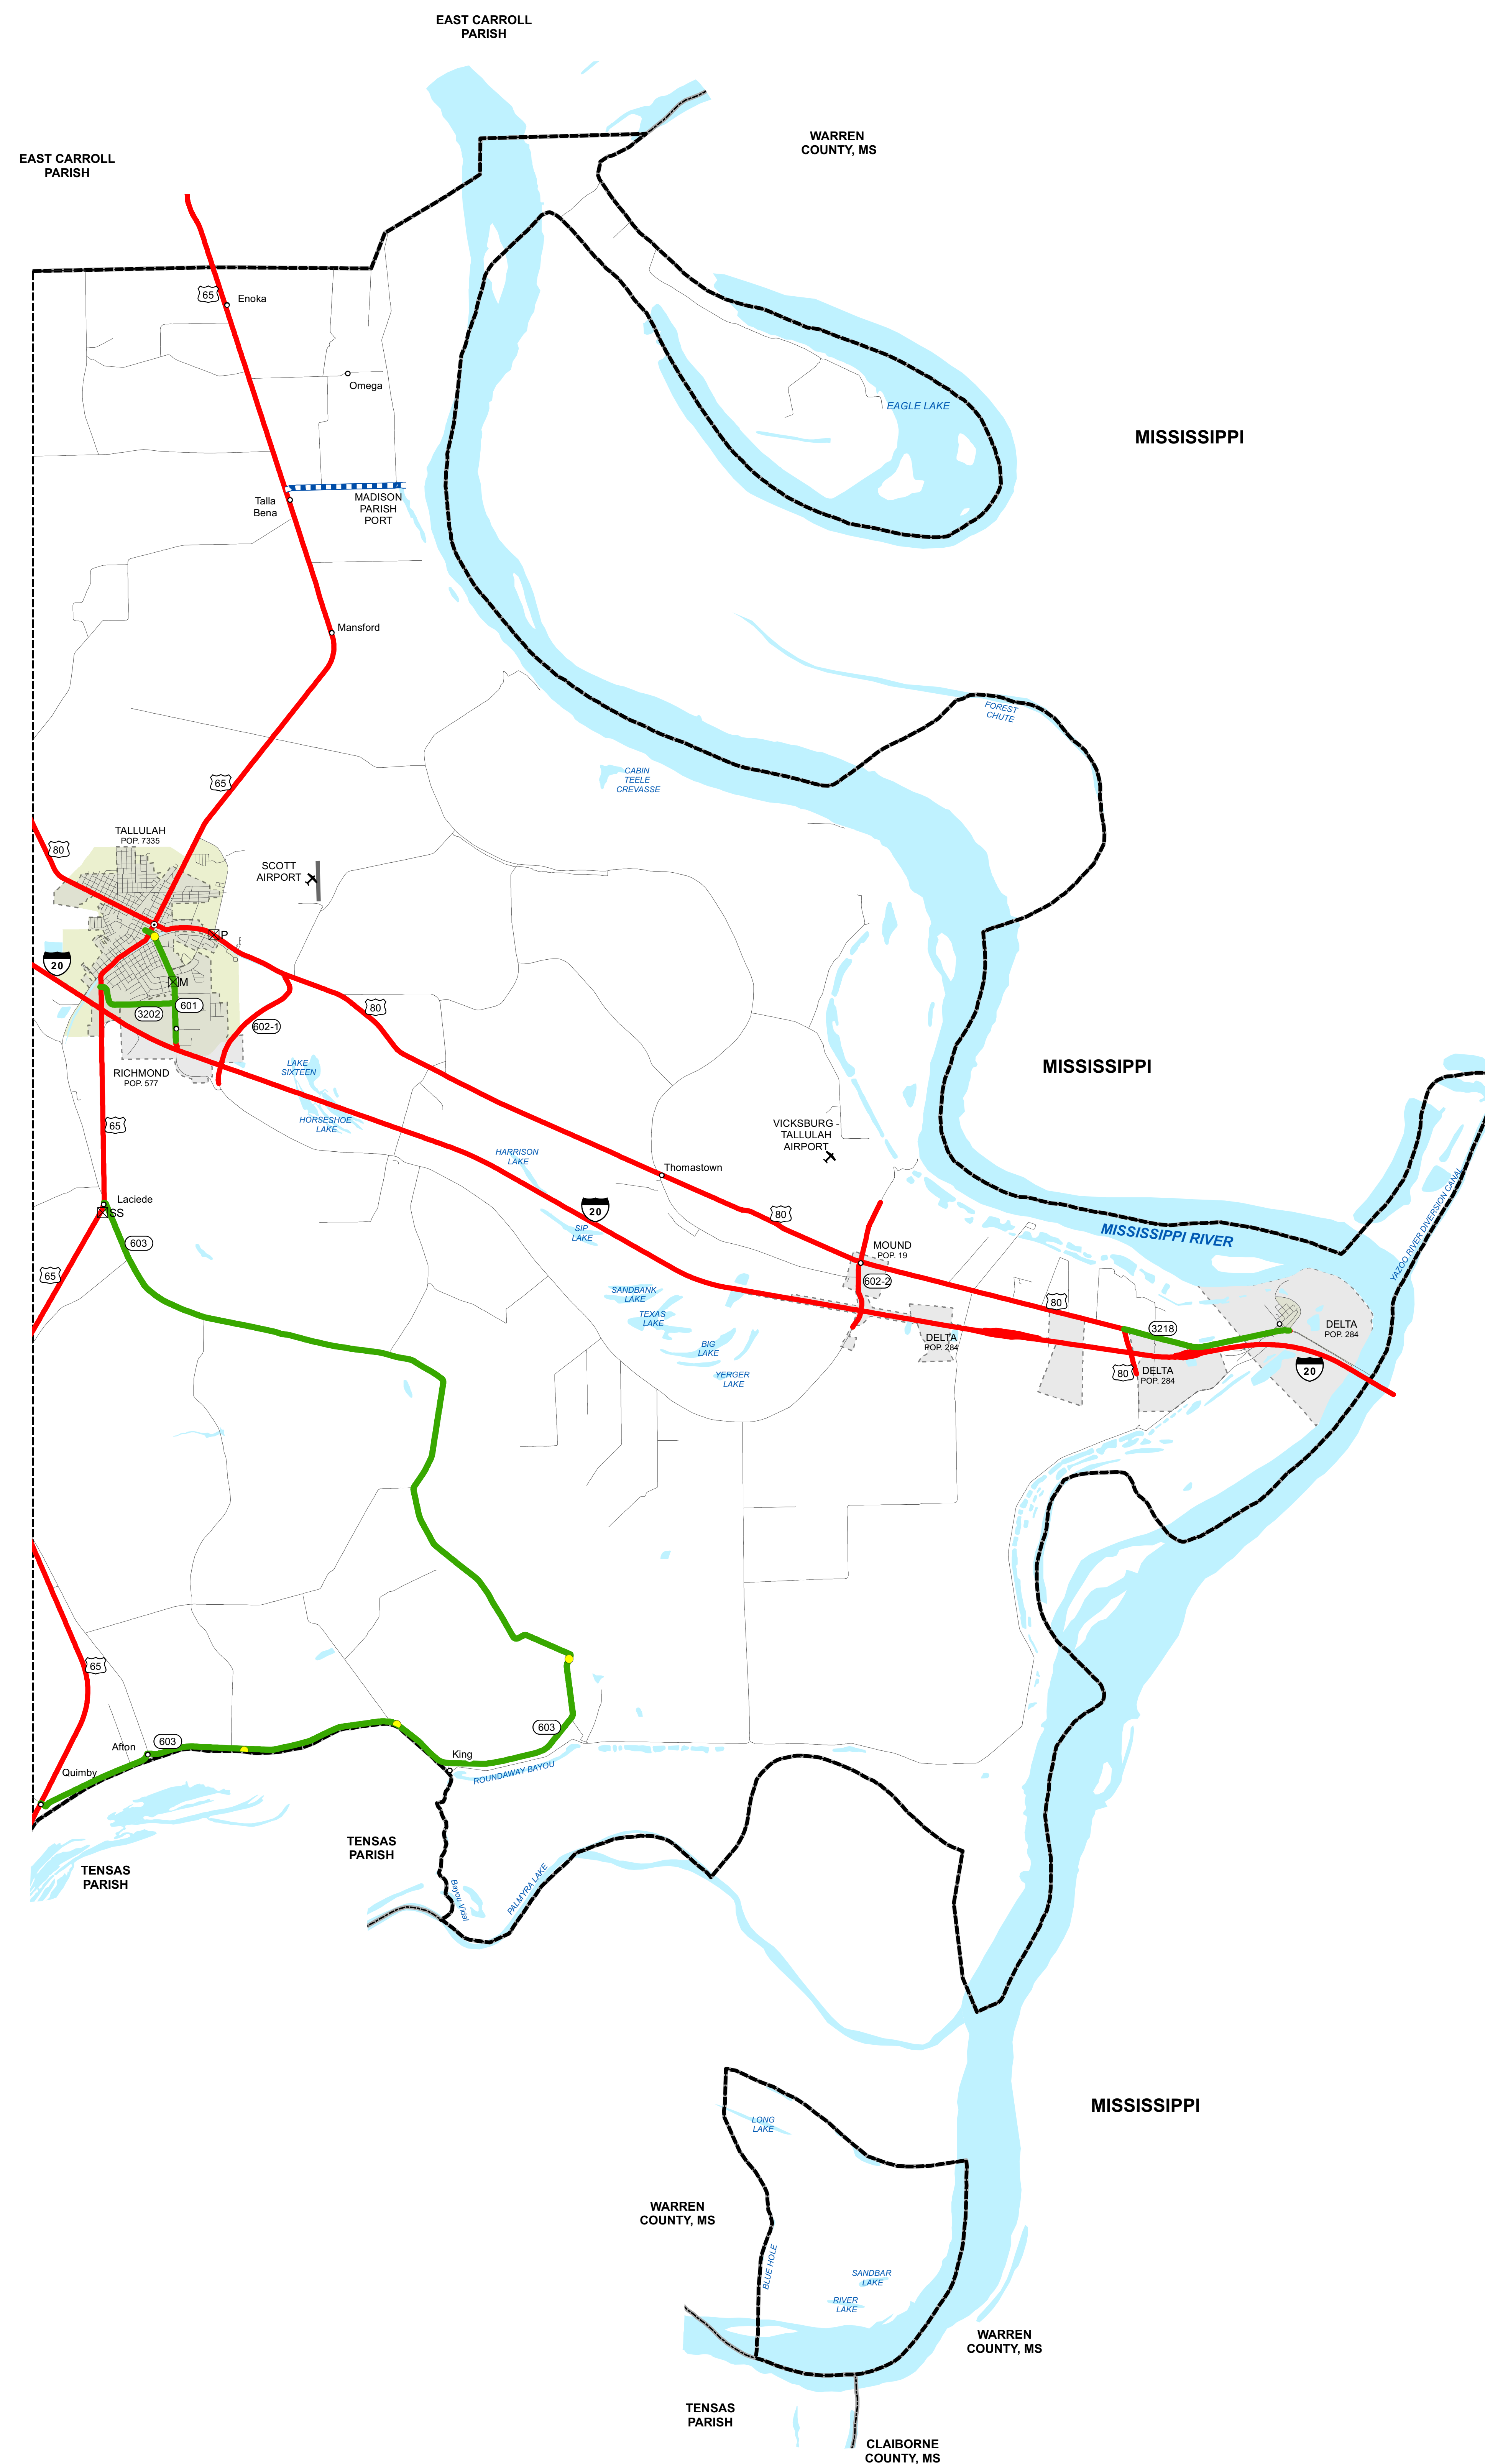 EAST CARROLL
PARISH
WARREN
COUNTY, MS
EAST CARROLL
PARISH
65
Enoka
Omega
EAGLE LAKE
MISSISSIPPI
Talla
Bena
MADISON
PARISH
PORT
Mansford
FOREST
CHUTE
65
CABIN
TEELE
CREVASSE
TALLULAH
POP. 7335
80
SCOTT
AIRPORT
P
20
M
3202
601
602-1
80
LAKE
SIXTEEN
RICHMOND
POP. 577
MISSISSIPPI
HORSESHOE
LAKE
65
VICKSBURG -
TALLULAH
AIRPORT
HARRISON
LAKE
Thomastown
Laciede
SS
20
80
SIP
LAKE
603
MISSISSIPPI RIVER
YAZOO RIVER DIVERSION CANAL
MOUND
POP. 19
65
602-2
SANDBANK
LAKE
80
TEXAS
LAKE
3218
DELTA
POP. 284
DELTA
POP. 284
BIG
LAKE
YERGER
LAKE
80
DELTA
POP. 284
20
65
603
Afton
603
King
Quimby
ROUNDAWAY BAYOU
TENSAS
PARISH
TENSAS
PARISH
Bayou Vidal
PALMYRA LAKE
MISSISSIPPI
LONG
LAKE
WARREN
COUNTY, MS
BLUE HOLE
SANDBAR
LAKE
RIVER
LAKE
WARREN
COUNTY, MS
TENSAS
PARISH
CLAIBORNE
COUNTY, MS